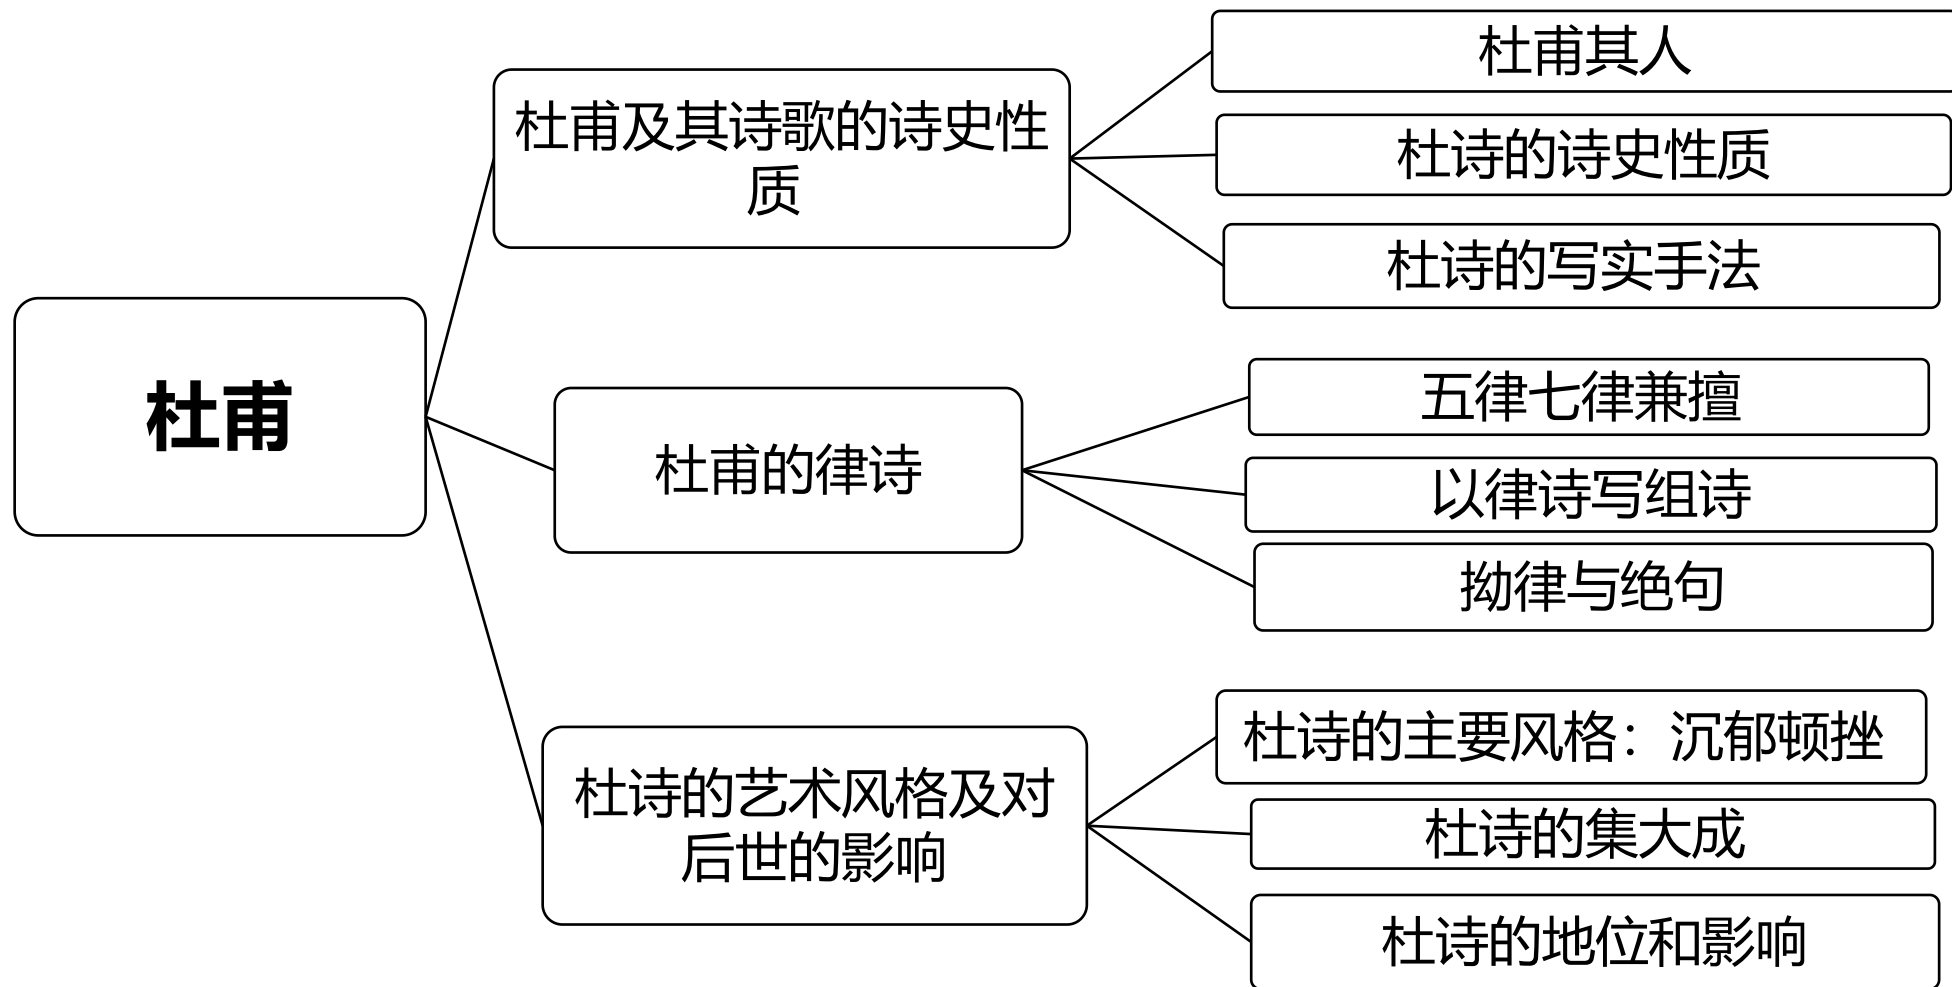 杜甫
杜甫及其诗歌的诗史性
质
杜甫其人
杜诗的诗史性质
杜诗的写实手法
杜甫的律诗
五律七律兼擅
以律诗写组诗
拗律与绝句
杜诗的艺术风格及对
后世的影响
杜诗的主要风格：沉郁顿挫
杜诗的集大成
杜诗的地位和影响